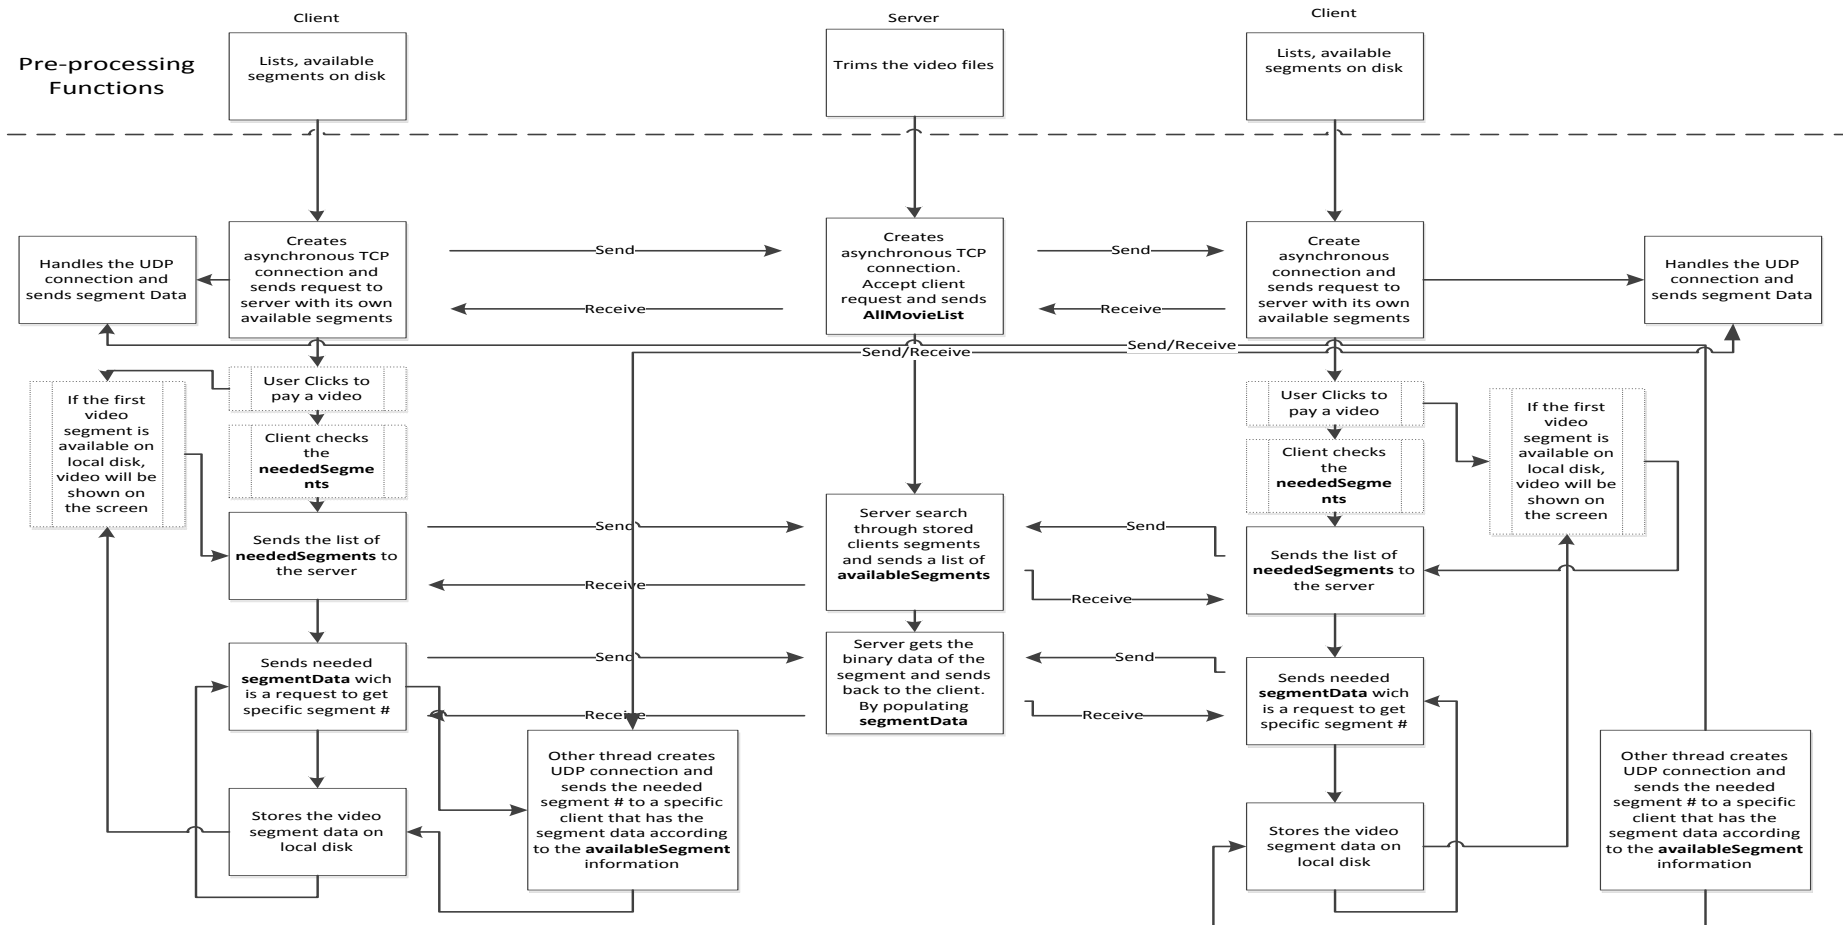 Client
Server
Client
Pre-processing
Functions
Lists, available
segments on disk
Trims the video files
Lists, available
segments on disk
Handles the UDP
connection and
sends segment Data
Creates
asynchronous TCP
connection and
sends request to
server with its own
available segments
Send
Receive
Creates
asynchronous TCP
connection.
Accept client
request and sends
AllMovieList
Send
Receive
Create
asynchronous
connection and
sends request to
server with its own
available segments
Handles the UDP
connection and
sends segment Data
Send/Receive
Send/Receive
If the first
video
segment is
available on
local disk,
video will be
shown on
the screen
User Clicks to
pay a video
Client checks
the
neededSegme
nts
User Clicks to
pay a video
Client checks
the
neededSegme
nts
If the first
video
segment is
available on
local disk,
video will be
shown on
the screen
Sends the list of
neededSegments to
the server
Send
Receive
Server search
through stored
clients segments
and sends a list of
availableSegments
Send
Receive
Sends the list of
neededSegments to
the server
Sends needed
segmentData wich
is a request to get
specific segment #
Send
Receive
Server gets the
binary data of the
segment and sends
back to the client.
By populating
segmentData
Send
Receive
Sends needed
segmentData wich
is a request to get
specific segment #
Stores the video
segment data on
local disk
Other thread creates
UDP connection and
sends the needed
segment # to a specific
client that has the
segment data according
to the availableSegment
information
Stores the video
segment data on
local disk
Other thread creates
UDP connection and
sends the needed
segment # to a specific
client that has the
segment data according
to the availableSegment
information